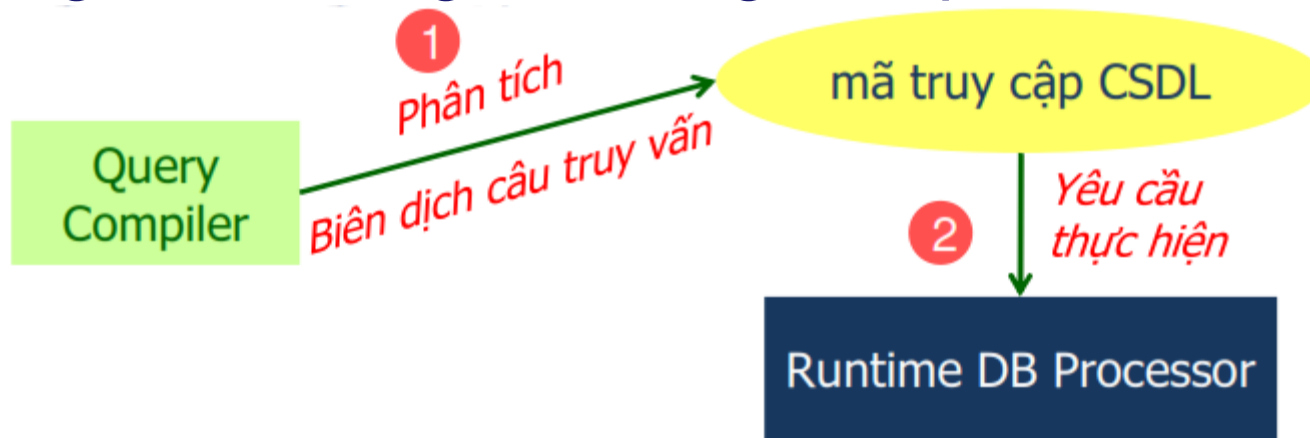 1
Phân tích
Biên dịch câu truy vấn
mã truy cập CSDL
Query
Compiler
2
Yêu cầu
thực hiện
Runtime DB Processor